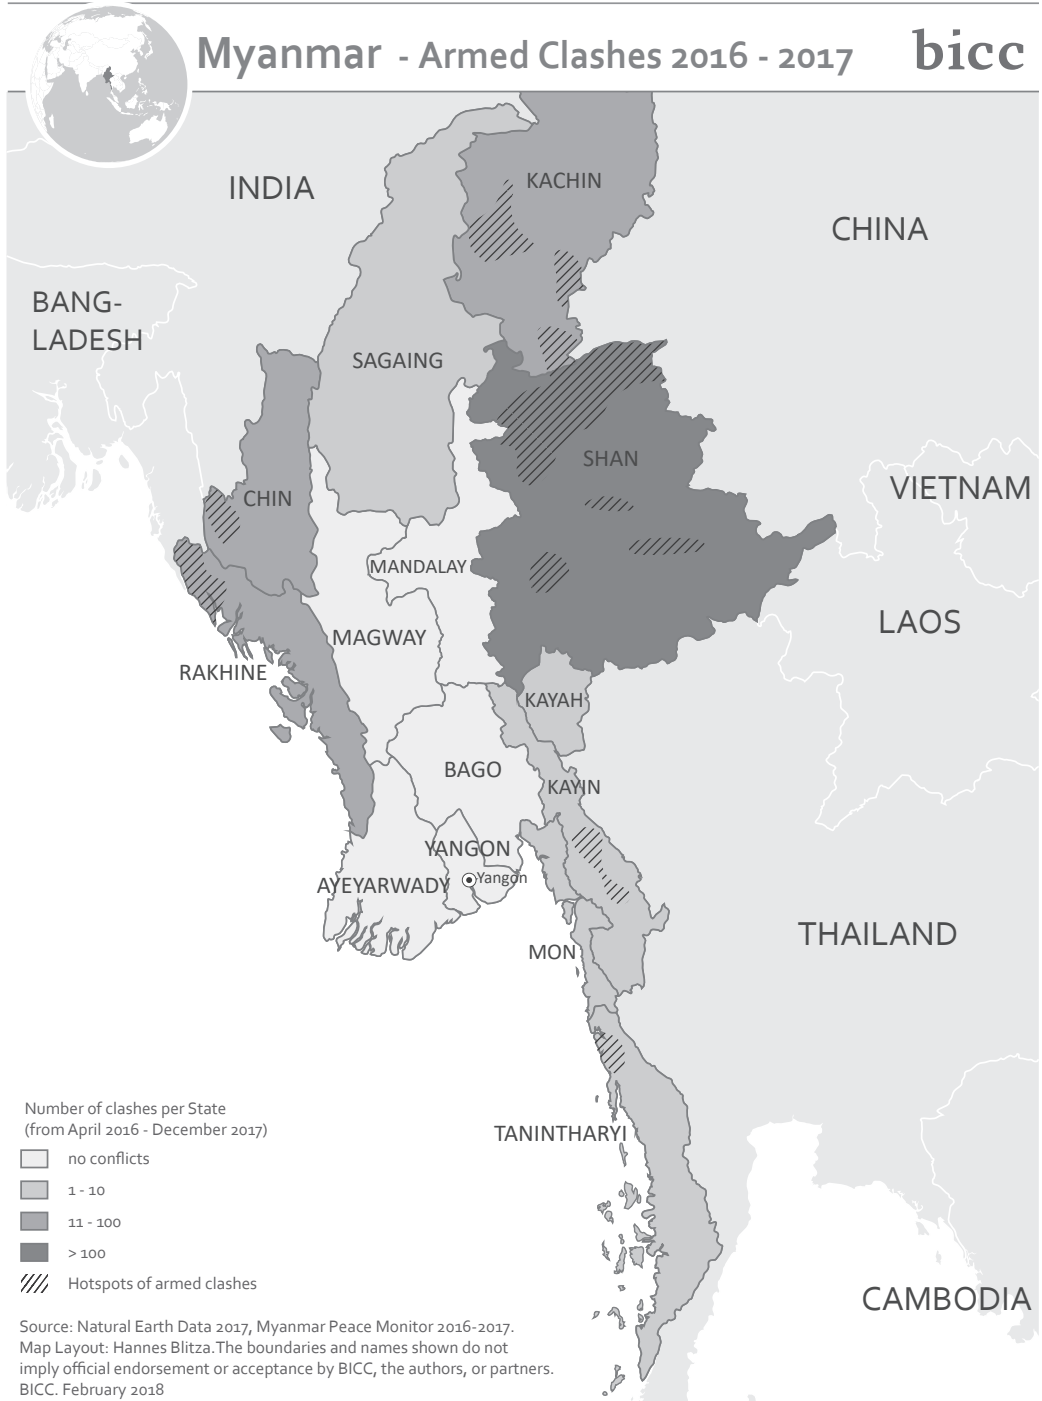 Myanmar - Armed Clashes 2016 - 2017
bicc
INDIA
KACHIN
CHINA
BANG-
LADESH
SAGAING
SHAN
CHIN
VIETNAM
MANDALAY
LAOS
MAGWAY
RAKHINE
KAYAH
BAGO
KAYIN
YANGON
Yangon
AYEYARWADY
THAILAND
MON
TANINTHARYI
CAMBODIA
Number of clashes per State
(from April 2016 - December 2017)
no conflicts
1 - 10
11 - 100
> 100
Hotspots of armed clashes
Source: Natural Earth Data 2017, Myanmar Peace Monitor 2016-2017.
Map Layout: Hannes Blitza.The boundaries and names shown do not
imply official endorsement or acceptance by BICC, the authors, or partners.
BICC. February 2018